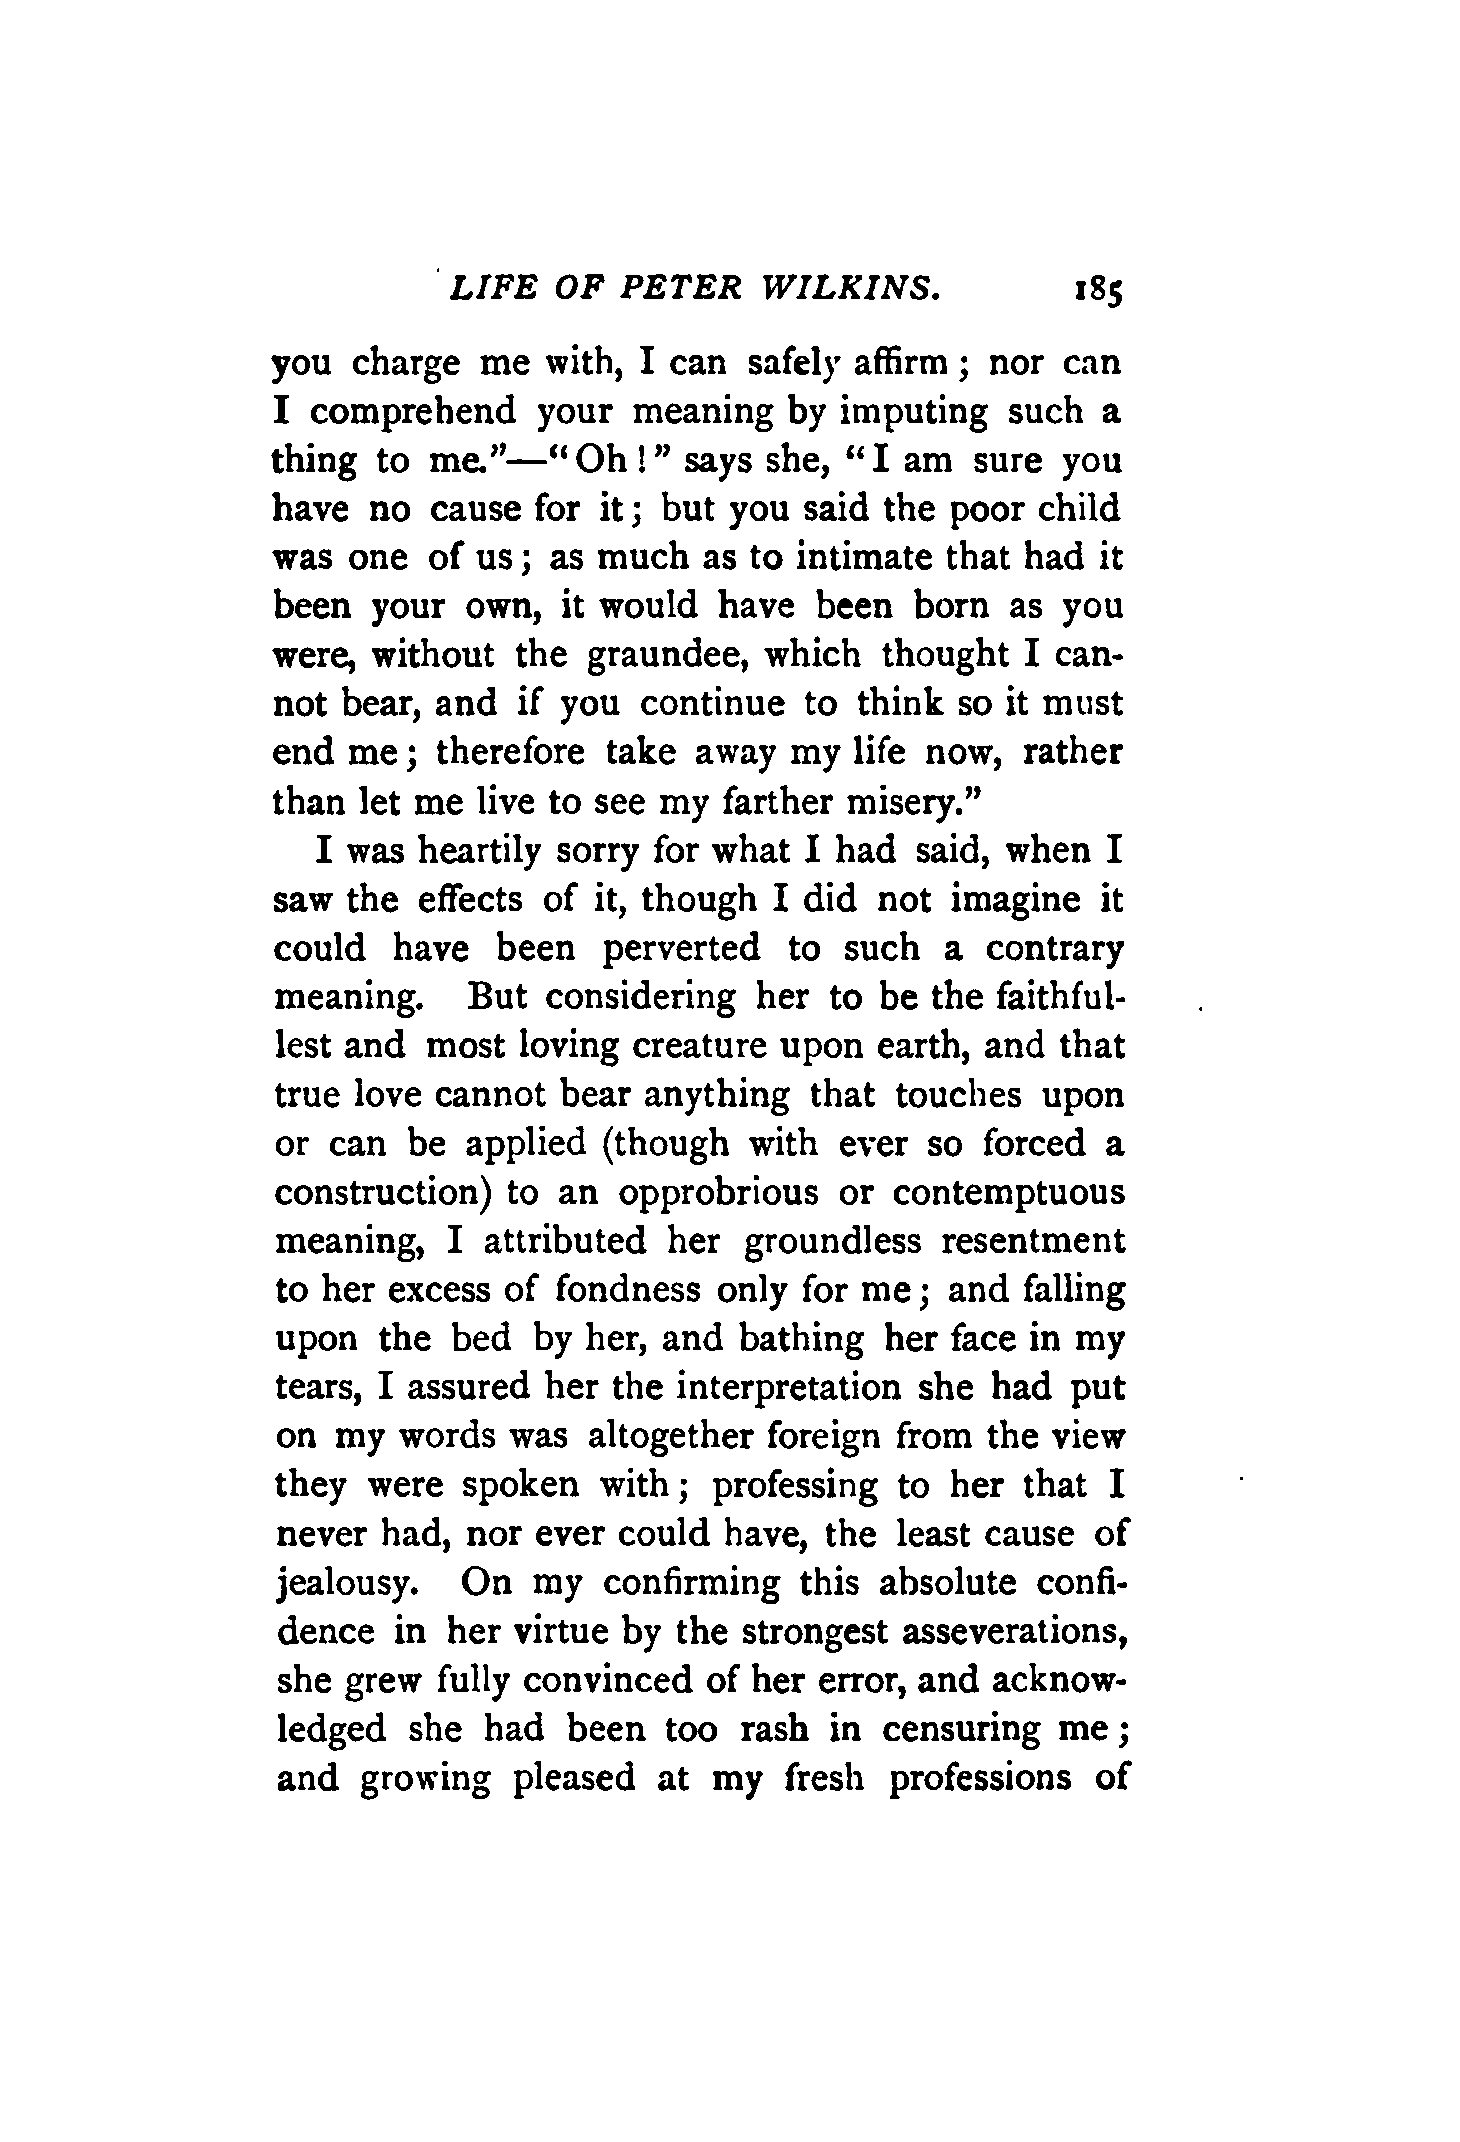 LIFE OF PETER WILKINS. 185
you charge me with, I can safely affirm ; nor can
I comprehend your meaning by imputing such a
thing to me."—"Oh ! " says she, "I am sure you
have no cause for it ; but you said the poor child
was one of us ; as much as to intimate that had it
been your own, it would have been born as you
were, without the graundee, which thought I can-
not bear, and if you continue to think so it must
end me ; therefore take away my life now, rather
than let me live to see my farther misery."
I was heartily sorry for what I had said, when I
saw the effects of it, though I did not imagine it
could have been perverted to such a contrary
meaning. But considering her to be the faithful-
lest and most loving creature upon earth, and that
true love cannot bear anything that touches upon
or can be applied (though with ever so forced a
construction) to an opprobrious or contemptuous
meaning, I attributed her groundless resentment
to her excess of fondness only for me ; and falling
upon the bed by her, and bathing her face in my
tears, I assured her the interpretation she had put
on my words was altogether foreign from the view
they were spoken with ; professing to her that I
never had, nor ever could have, the least cause of
jealousy. On my confirming this absolute confi-
dence in her virtue by the strongest asseverations,
she grew fully convinced of her error, and acknow-
ledged she had been too rash in censuring me ;
and growing pleased at my fresh professions of